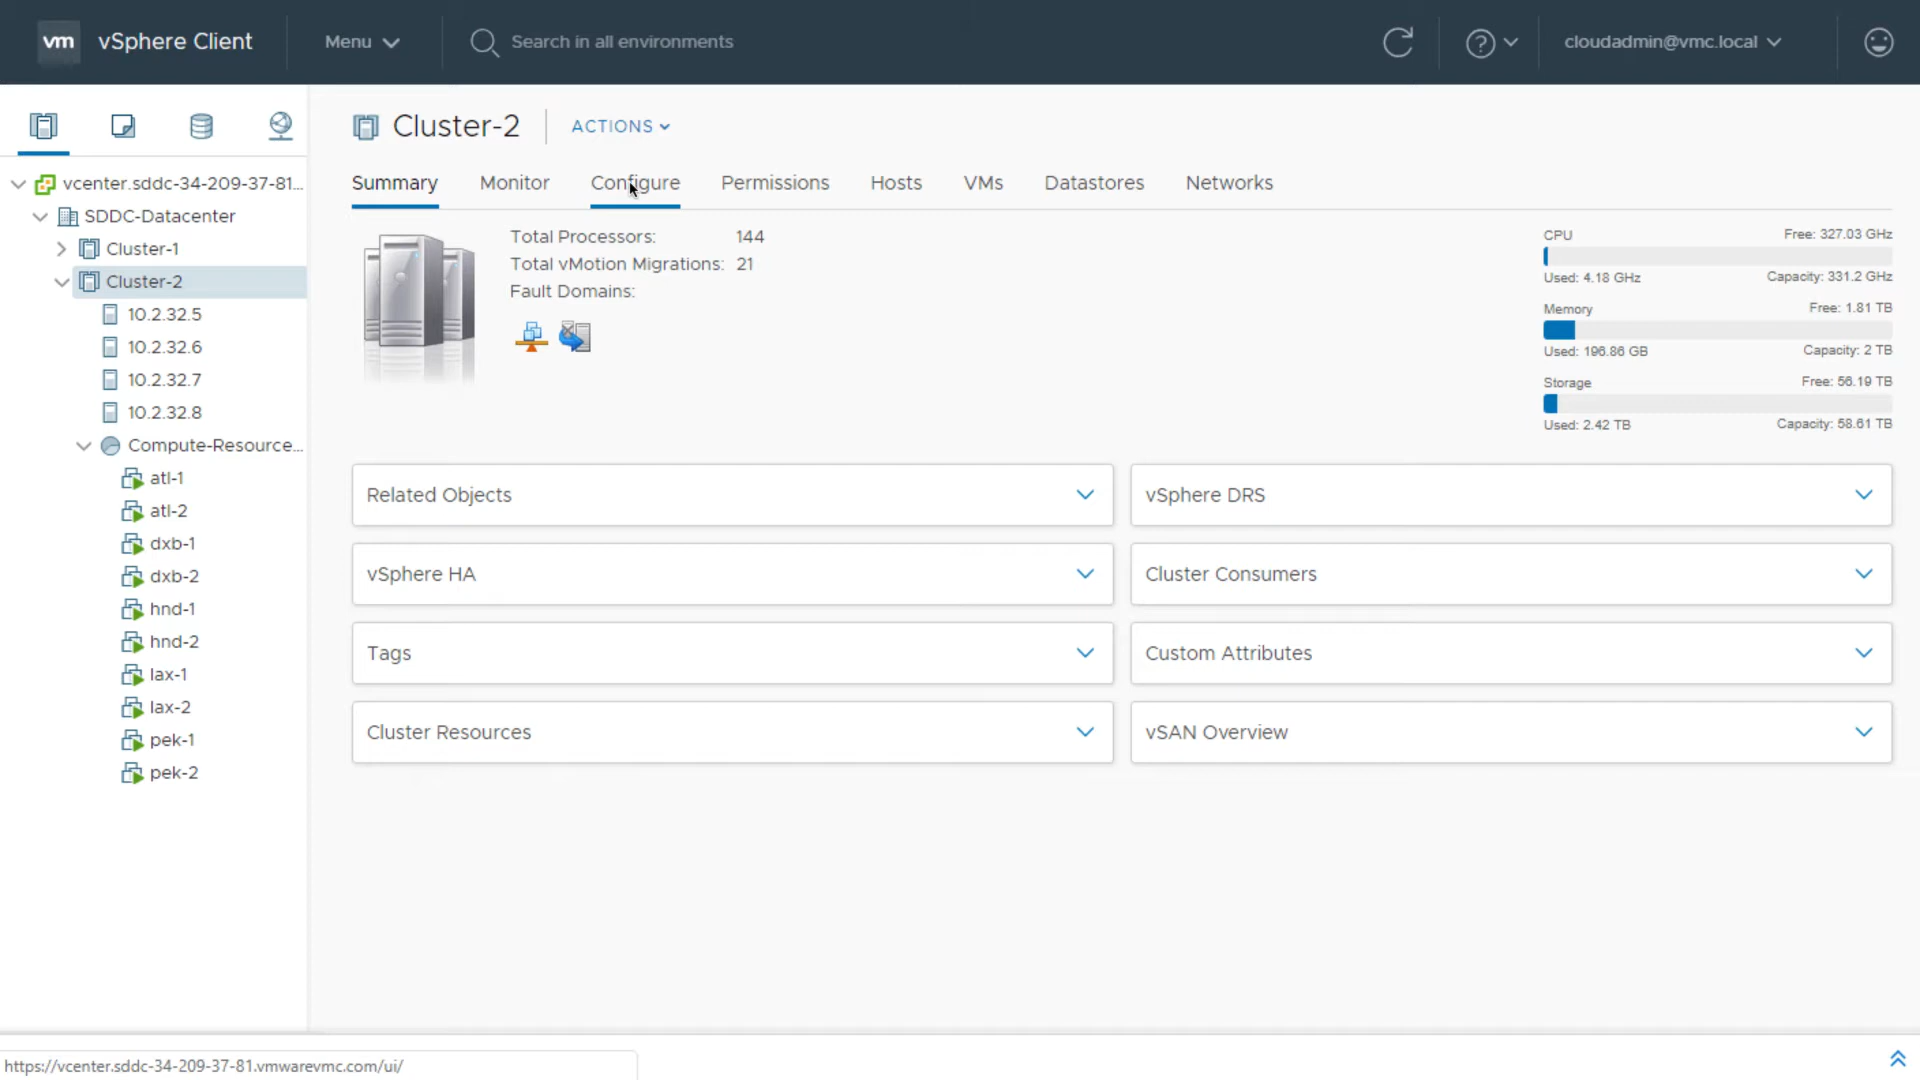 vm vSphere Client Menu Search in all environments cloudadmin@vmc.local
vcenter.sddc-34-209-37-81...
SDDC-Datacenter
Cluster-1
Cluster-2
10.2.32.5
10.2.32.6
10.2.32.7
10.2.32.8
Compute-Resource...
atl-1
atl-2
dxb-1
dxb-2
hnd-1
hnd-2
lax-1
lax-2
pek-1
pek-2
Cluster-2 ACTIONS
Summary Monitor Configure Permissions Hosts VMs Datastores Networks
Total Processors: 144
Total vMotion Migrations: 21
Fault Domains:
CPU Free: 327.03 GHz
Used: 4.18 GHz Capacity: 331.2 GHz
Memory Free: 1.81 TB
Used: 196.86 GB Capacity: 2 TB
Storage Free: 56.19 TB
Used: 2.42 TB Capacity: 58.61 TB
Related Objects vSphere DRS
vSphere HA Cluster Consumers
Tags Custom Attributes
Cluster Resources vSAN Overview
https://vcenter.sddc-34-209-37-81.vmwarevmc.com/ui/